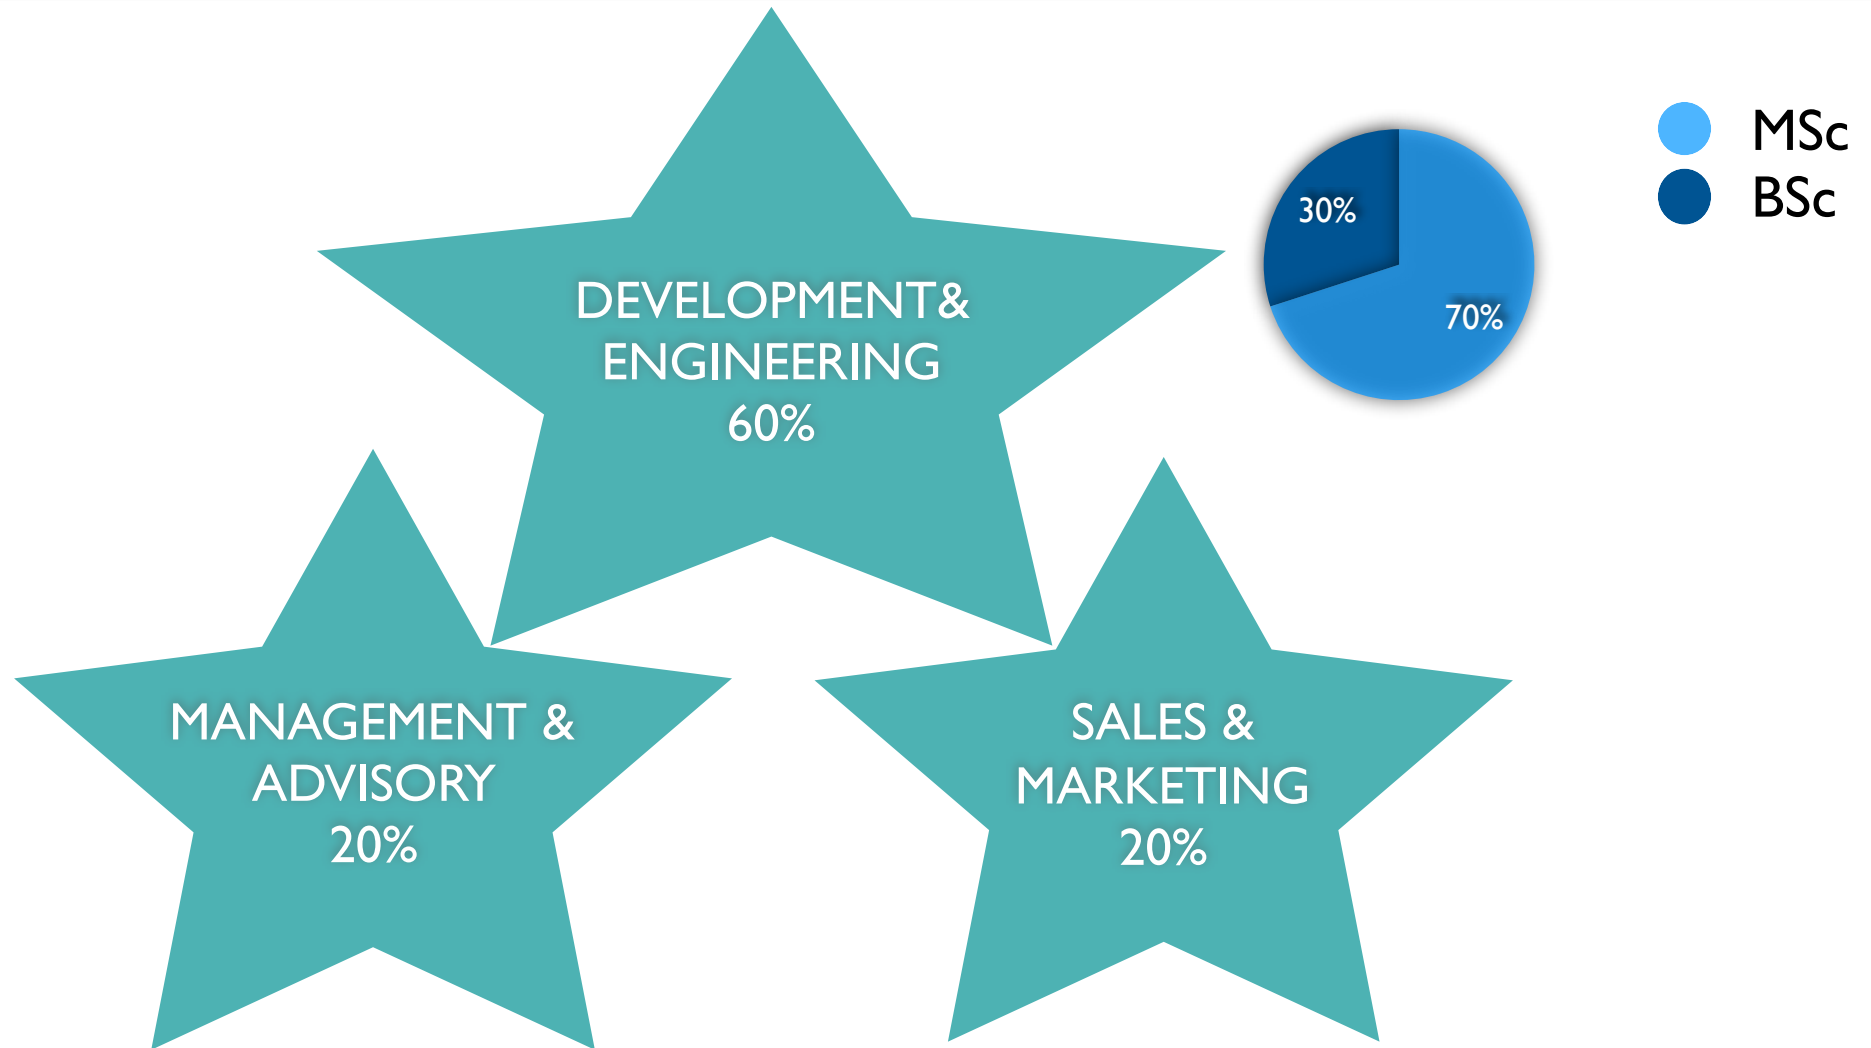 DEVELOPMENT&
ENGINEERING
60%
30%
70%
MSc
BSc
MANAGEMENT &
ADVISORY
20%
SALES &
MARKETING
20%